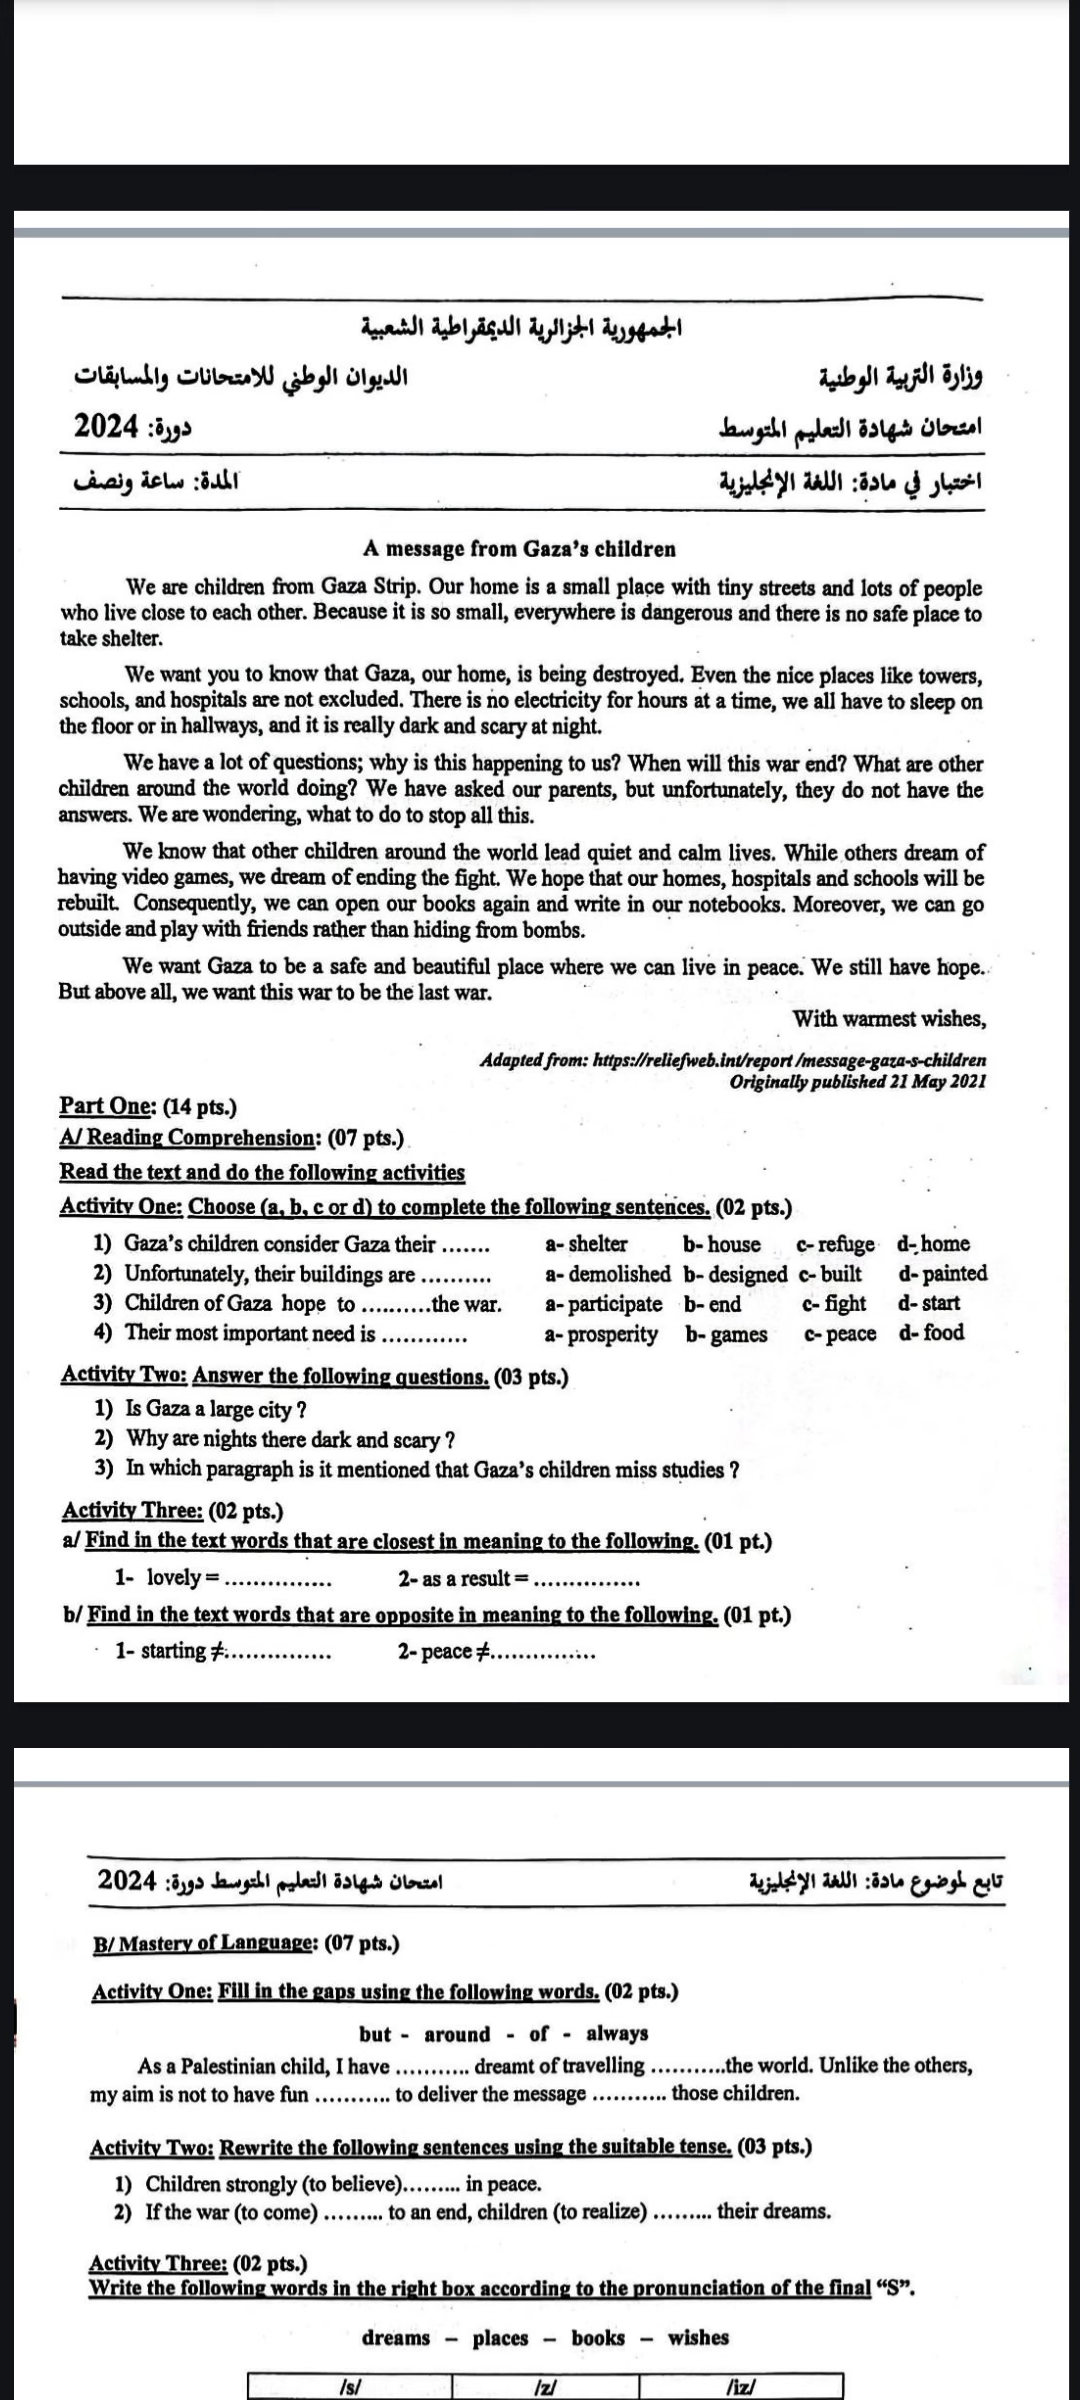 الجمهورية الجزائرية الديمقراطية الشعبية
وزارة التربية الوطنية
الديوان الوطني للامتحانات والمسابقات
امتحان شهادة التعليم المتوسط
دورة: 2024
اختبار في مادة: اللغة الإنجليزية
المدة: ساعة ونصف
A message from Gaza's children
We are children from Gaza Strip. Our home is a small place with tiny streets and lots of people
who live close to each other. Because it is so small, everywhere is dangerous and there is no safe place to
take shelter.
We want you to know that Gaza, our home, is being destroyed. Even the nice places like towers,
schools, and hospitals are not excluded. There is no electricity for hours at a time, we all have to sleep on
the floor or in hallways, and it is really dark and scary at night.
We have a lot of questions; why is this happening to us? When will this war end? What are other
children around the world doing? We have asked our parents, but unfortunately, they do not have the
answers. We are wondering, what to do to stop all this.
We know that other children around the world lead quiet and calm lives. While others dream of
having video games, we dream of ending the fight. We hope that our homes, hospitals and schools will be
rebuilt. Consequently, we can open our books again and write in our notebooks. Moreover, we can go
outside and play with friends rather than hiding from bombs.
We want Gaza to be a safe and beautiful place where we can live in peace. We still have hope.
But above all, we want this war to be the last war.
With warmest wishes,
Adapted from: https://reliefweb.int/report /message-gaza-s-children
Originally published 21 May 2021
Part One: (14 pts.)
A/ Reading Comprehension: (07 pts.)
Read the text and do the following activities
Activity One: Choose (a, b, c or d) to complete the following sentences. (02 pts.)
1) Gaza's children consider Gaza their ....... a- shelter b- house c- refuge d- home
2) Unfortunately, their buildings are .......... a- demolished b- designed c- built d- painted
3) Children of Gaza hope to ..........the war. a- participate b- end c- fight d- start
4) Their most important need is ............ a- prosperity b- games c- peace d- food
Activity Two: Answer the following questions. (03 pts.)
1) Is Gaza a large city ?
2) Why are nights there dark and scary ?
3) In which paragraph is it mentioned that Gaza's children miss studies ?
Activity Three: (02 pts.)
a/ Find in the text words that are closest in meaning to the following. (01 pt.)
1- lovely = ............... 2- as a result = ...............
b/ Find in the text words that are opposite in meaning to the following. (01 pt.)
1- starting ≠............... 2- peace ≠...............
تابع لموضوع مادة: اللغة الإنجليزية
امتحان شهادة التعليم المتوسط دورة: 2024
B/ Mastery of Language: (07 pts.)
Activity One: Fill in the gaps using the following words. (02 pts.)
but - around - of - always
As a Palestinian child, I have ........... dreamt of travelling ...........the world. Unlike the others,
my aim is not to have fun ........... to deliver the message ........... those children.
Activity Two: Rewrite the following sentences using the suitable tense. (03 pts.)
1) Children strongly (to believe)......... in peace.
2) If the war (to come) ......... to an end, children (to realize) ......... their dreams.
Activity Three: (02 pts.)
Write the following words in the right box according to the pronunciation of the final “S”.
dreams – places – books – wishes
/s/ /z/ /iz/